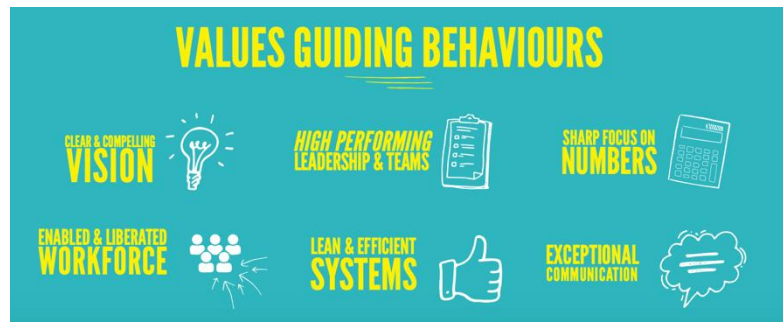 VALUES GUIDING BEHAVIOURS
CLEAR & COMPELLING
VISION
HIGH PERFORMING
LEADERSHIP & TEAMS
SHARP FOCUS ON
NUMBERS
ENABLED & LIBERATED
WORKFORCE
LEAN & EFFICIENT
SYSTEMS
EXCEPTIONAL
COMMUNICATION